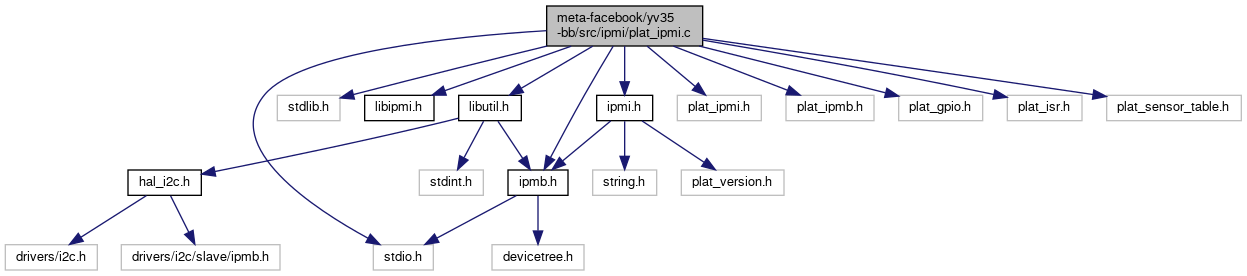 meta-facebook/yv35
-bb/src/ipmi/plat_ipmi.c
stdlib.h
libipmi.h
libutil.h
ipmi.h
plat_ipmi.h
plat_ipmb.h
plat_gpio.h
plat_isr.h
plat_sensor_table.h
hal_i2c.h
stdint.h
ipmb.h
string.h
plat_version.h
drivers/i2c.h
drivers/i2c/slave/ipmb.h
stdio.h
devicetree.h